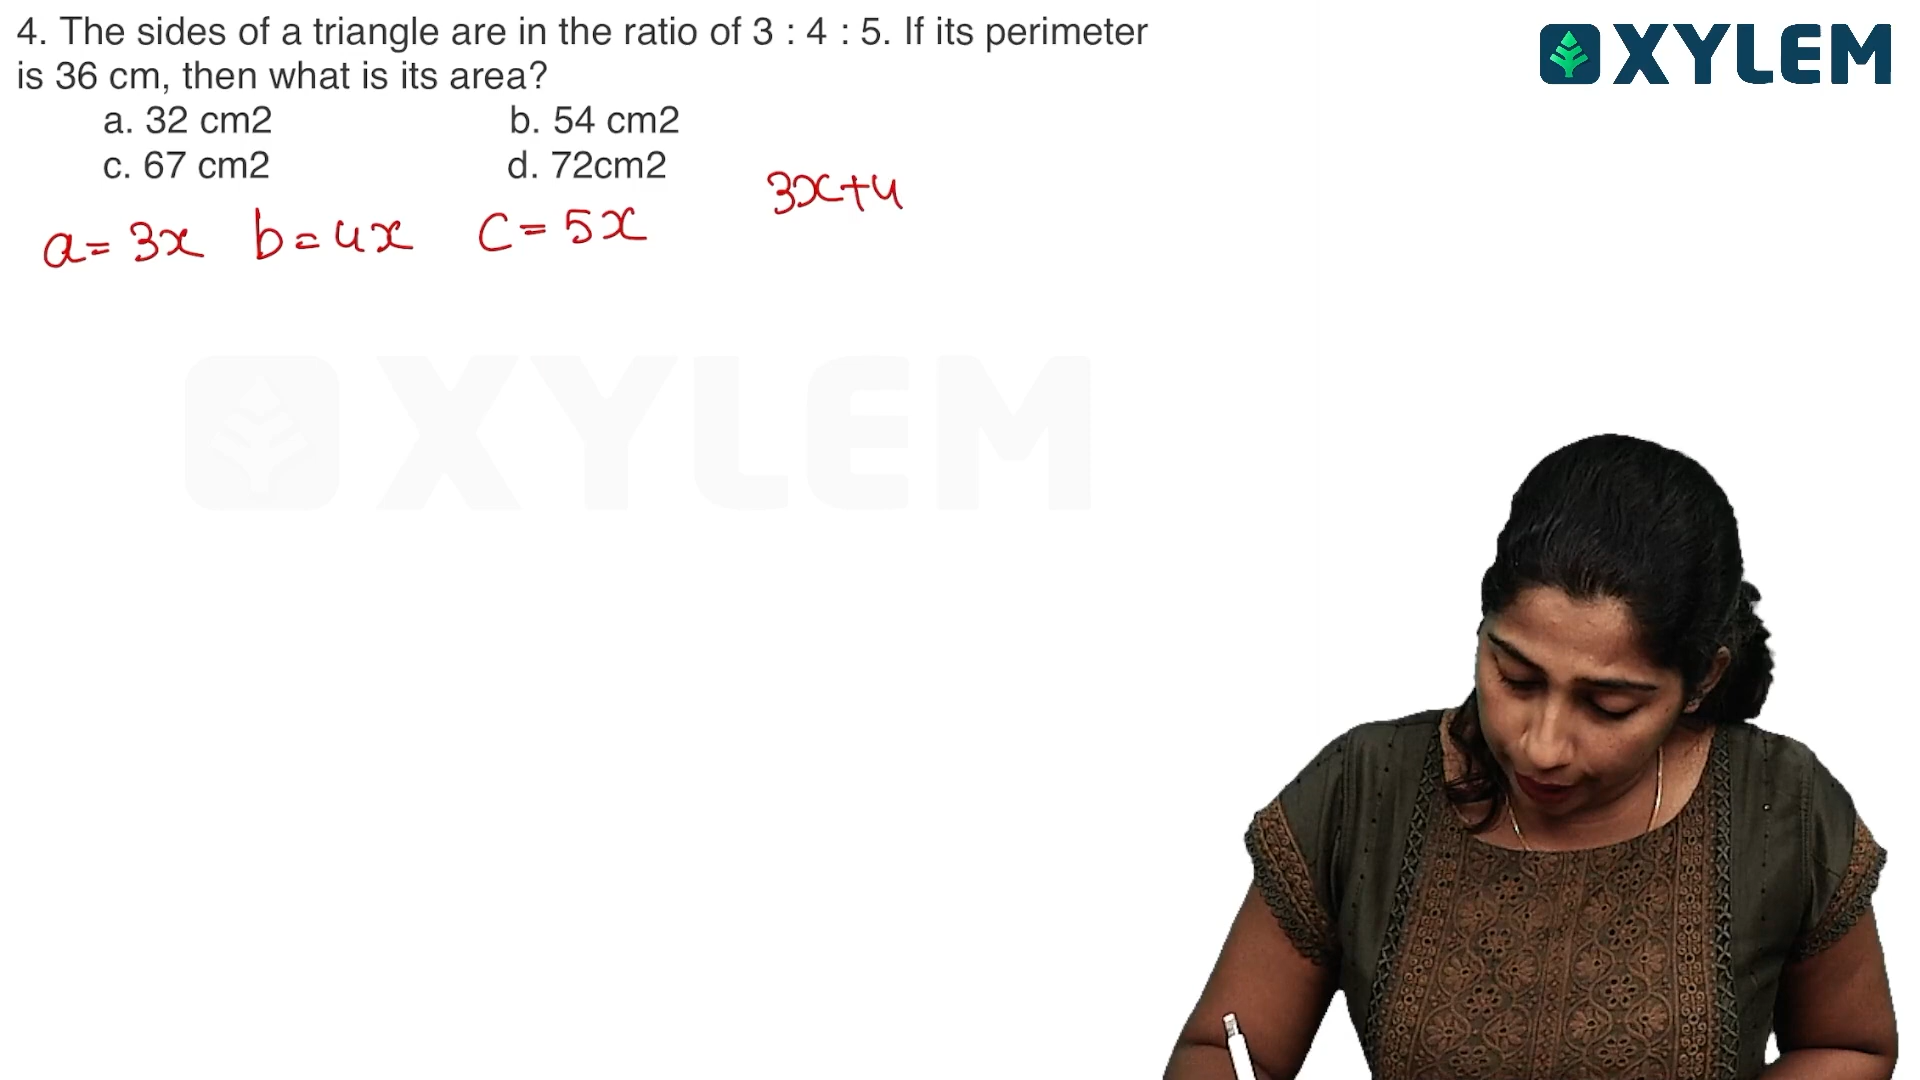 4. The sides of a triangle are in the ratio of 3 : 4 : 5. If its perimeter
is 36 cm, then what is its area?
a. 32 cm2 b. 54 cm2
c. 67 cm2 d. 72cm2
a = 3x b = 4x c = 5x 3x+4
XYLEM
XYLEM